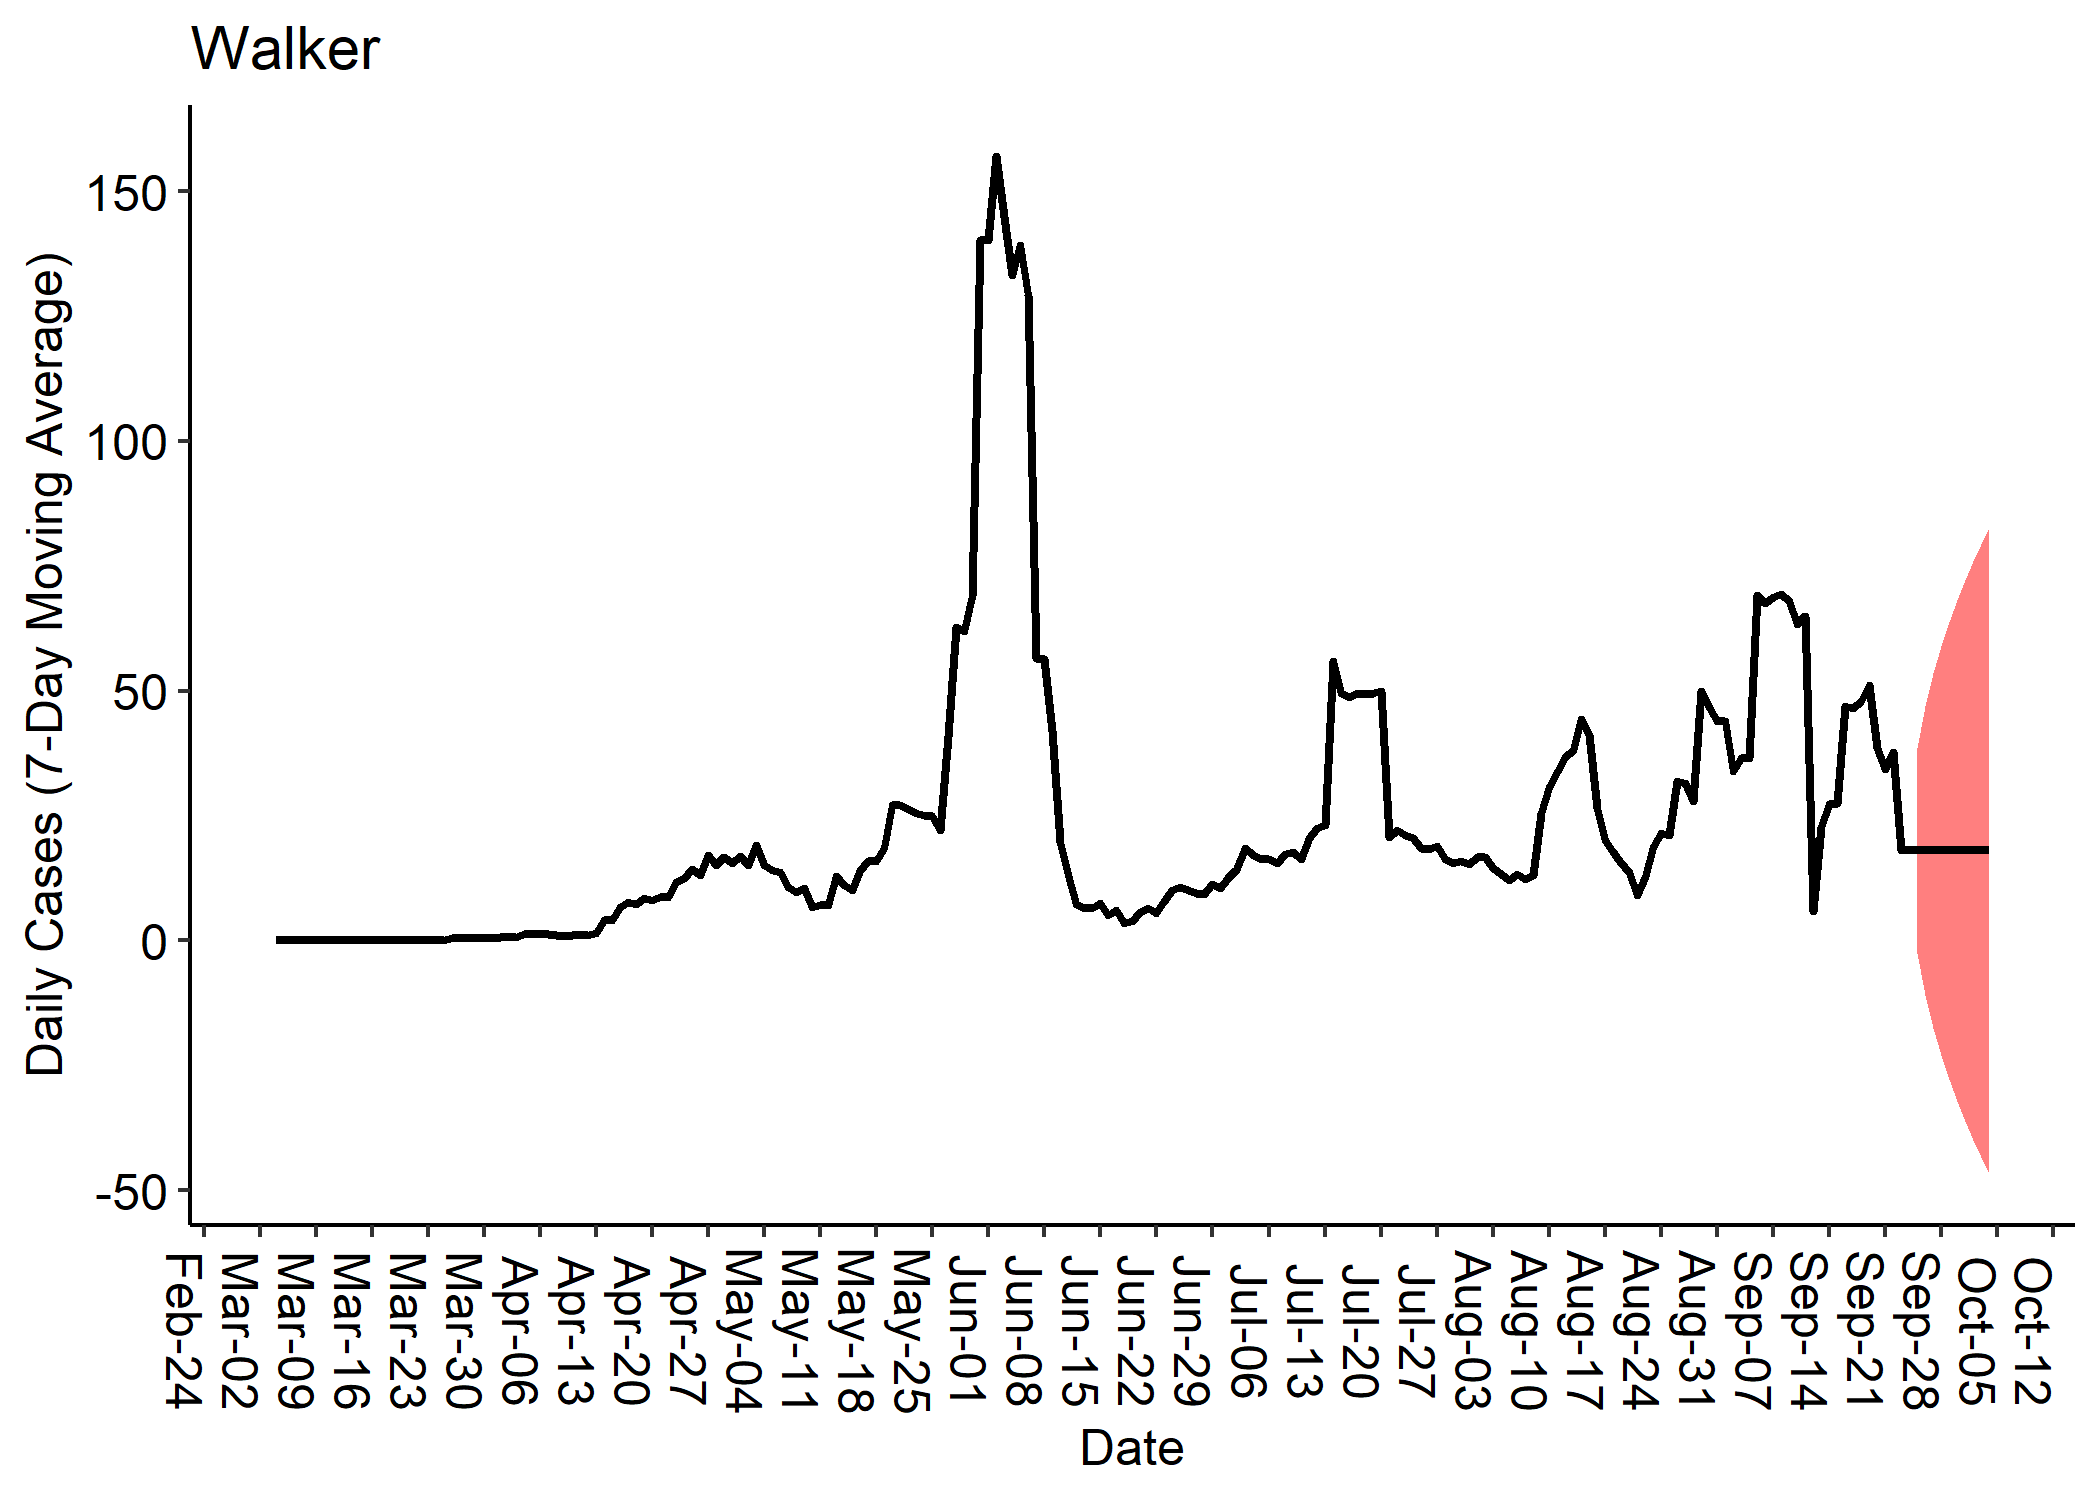 Walker
Daily Cases (7-Day Moving Average)
150
100
50
0
-50
Feb-24
Mar-02
Mar-09
Mar-16
Mar-23
Mar-30
Apr-06
Apr-13
Apr-20
Apr-27
May-04
May-11
May-18
May-25
Jun-01
Jun-08
Jun-15
Jun-22
Jun-29
Jul-06
Jul-13
Jul-20
Jul-27
Aug-03
Aug-10
Aug-17
Aug-24
Aug-31
Sep-07
Sep-14
Sep-21
Sep-28
Oct-05
Oct-12
Date